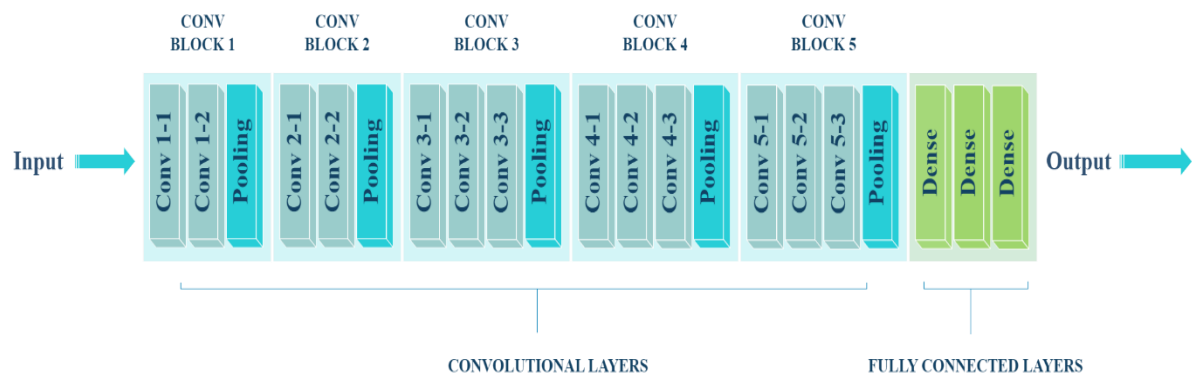 CONV
BLOCK 1
CONV
BLOCK 2
CONV
BLOCK 3
CONV
BLOCK 4
CONV
BLOCK 5
Input
Conv 1-1
Conv 1-2
Pooling
Conv 2-1
Conv 2-2
Pooling
Conv 3-1
Conv 3-2
Conv 3-3
Pooling
Conv 4-1
Conv 4-2
Conv 4-3
Pooling
Conv 5-1
Conv 5-2
Conv 5-3
Pooling
Dense
Dense
Dense
Output
CONVOLUTIONAL LAYERS
FULLY CONNECTED LAYERS